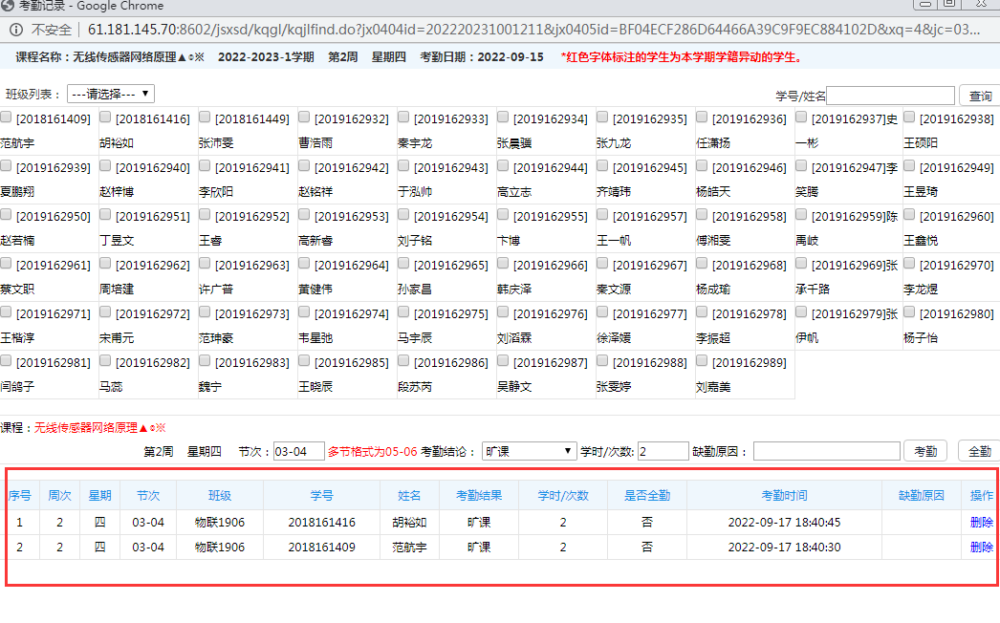 考勤记录 - Google Chrome
不安全 61.181.145.70:8602/jsxsd/kqgl/kqjlfind.do?jx0404id=202220231001211&jx0405id=BF04ECF286D64466A39C9F9EC884102D&xq=4&jc=03...
课程名称：无线传感器网络原理▲○※ 2022-2023-1学期 第2周 星期四 考勤日期：2022-09-15 *红色字体标注的学生为本学期学籍异动的学生。
班级列表： ---请选择--- 学号/姓名 查询
[2018161409] [2018161416] [2018161449] [2019162932] [2019162933] [2019162934] [2019162935] [2019162936] [2019162937]史 [2019162938]
范航宇 胡裕如 张沛雯 曹浩雨 秦宇龙 张晨骥 张九龙 任潇扬 一彬 王硕阳
[2019162939] [2019162940] [2019162941] [2019162942] [2019162943] [2019162944] [2019162945] [2019162946] [2019162947]李 [2019162949]
夏鹏翔 赵梓博 李欣阳 赵铭祥 于泓帅 高立志 齐靖玮 杨皓天 笑腾 王昱琦
[2019162950] [2019162951] [2019162952] [2019162953] [2019162954] [2019162955] [2019162957] [2019162958] [2019162959]陈 [2019162960]
赵若楠 丁昱文 王睿 高新睿 刘子铭 卞博 王一帆 傅湘雯 禹岐 王鑫悦
[2019162961] [2019162962] [2019162963] [2019162964] [2019162965] [2019162966] [2019162967] [2019162968] [2019162969]张 [2019162970]
蔡文职 周培建 许广普 黄健伟 孙家昌 韩庆泽 秦文源 杨成瑜 承千路 李龙煜
[2019162971] [2019162972] [2019162973] [2019162974] [2019162975] [2019162976] [2019162977] [2019162978] [2019162979]张 [2019162980]
王楷淳 宋甫元 范珅豪 韦星弛 马宇辰 刘滔霖 徐泽媛 李振超 伊帆 杨子怡
[2019162981] [2019162982] [2019162983] [2019162985] [2019162986] [2019162987] [2019162988] [2019162989]
闫鸽子 马蕊 魏宁 王晓辰 段苏芮 吴静文 张雯婷 刘嘉美
课程：无线传感器网络原理▲○※
第2周 星期四 节次： 03-04 多节格式为05-06 考勤结论： 旷课 学时/次数: 2 缺勤原因： 考勤 全勤
序号 周次 星期 节次 班级 学号 姓名 考勤结果 学时/次数 是否全勤 考勤时间 缺勤原因 操作
1 2 四 03-04 物联1906 2018161416 胡裕如 旷课 2 否 2022-09-17 18:40:45 删除
2 2 四 03-04 物联1906 2018161409 范航宇 旷课 2 否 2022-09-17 18:40:30 删除